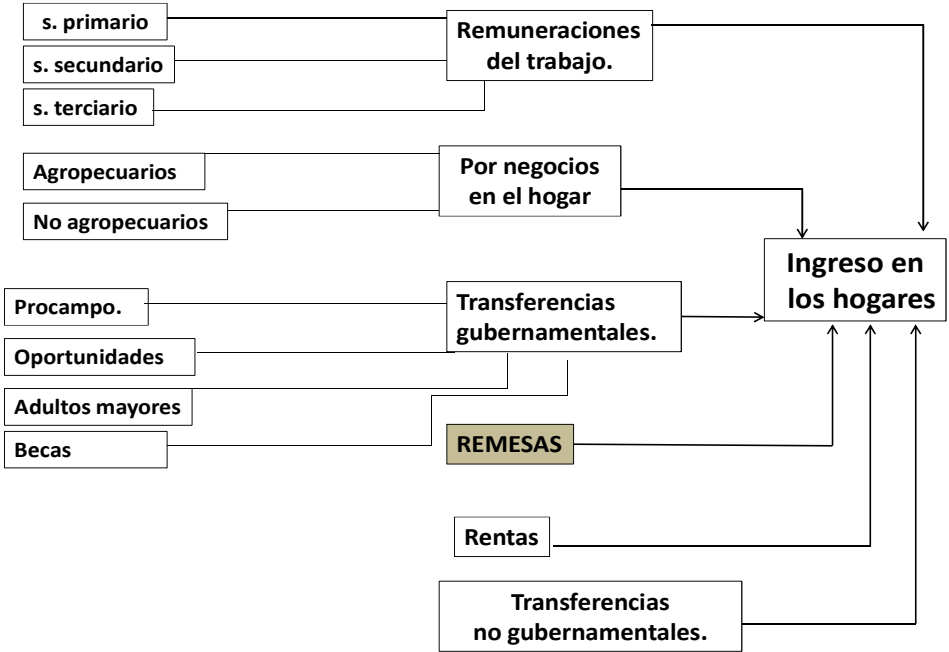 s. primario
s. secundario
s. terciario
Remuneraciones
del trabajo.
Agropecuarios
No agropecuarios
Por negocios
en el hogar
Ingreso en
los hogares
Procampo.
Oportunidades
Adultos mayores
Becas
Transferencias
gubernamentales.
REMESAS
Rentas
Transferencias
no gubernamentales.